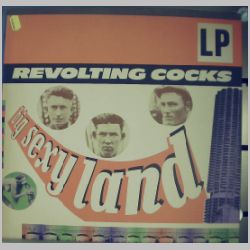 LP
REVOLTING COCKS
big sexy land